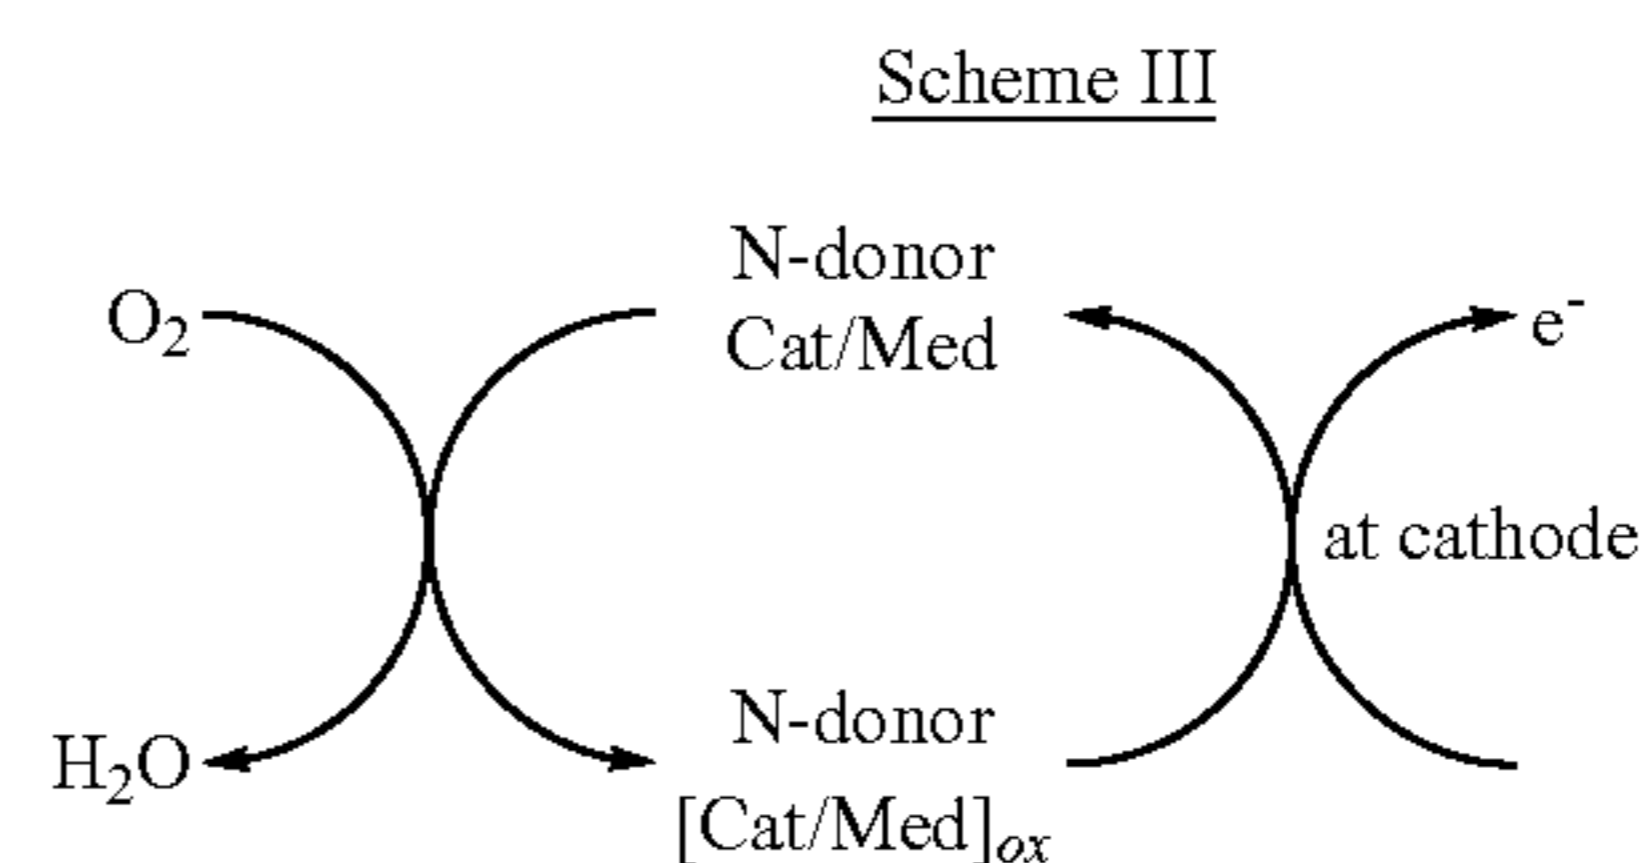 Scheme III
O₂
N-donor
Cat/Med
e⁻
at cathode
H₂O
N-donor
[Cat/Med]ₒₓ